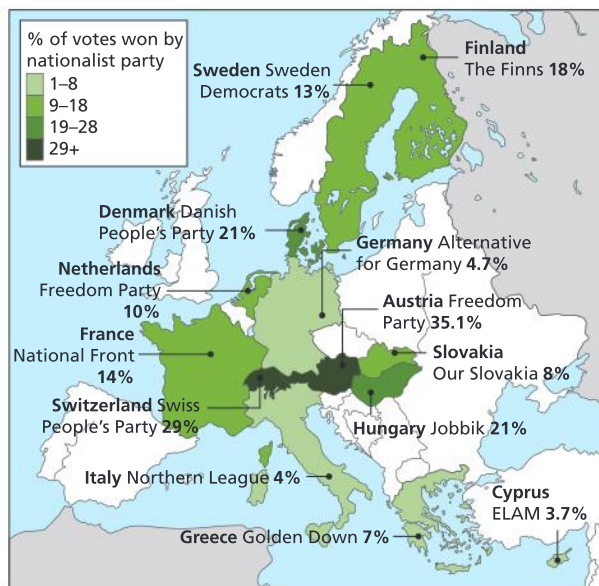 % of votes won by
nationalist party
1–8
9–18
19–28
29+
Finland
The Finns 18%
Sweden Sweden
Democrats 13%
Denmark Danish
People's Party 21%
Germany Alternative
for Germany 4.7%
Netherlands
Freedom Party
10%
Austria Freedom
Party 35.1%
France
National Front
14%
Slovakia
Our Slovakia 8%
Switzerland Swiss
People's Party 29%
Hungary Jobbik 21%
Italy Northern League 4%
Cyprus
ELAM 3.7%
Greece Golden Down 7%